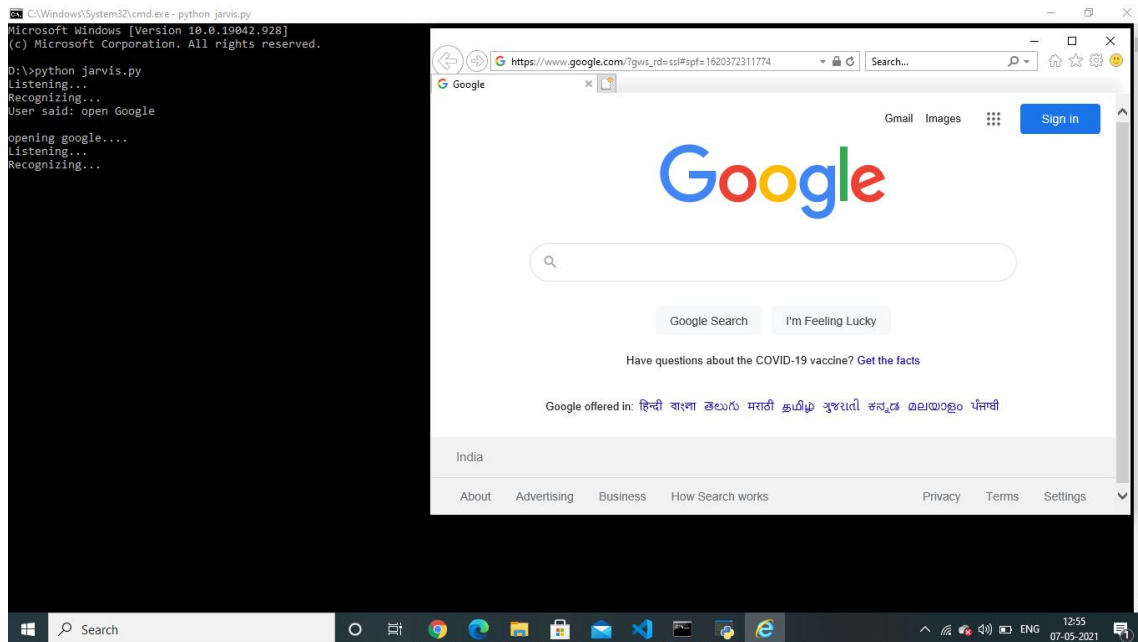 C:\Windows\System32\cmd.exe - python jarvis.py
Microsoft Windows [Version 10.0.19042.928]
(c) Microsoft Corporation. All rights reserved.
D:\>python jarvis.py
Listening...
Recognizing...
User said: open Google
opening google....
Listening...
Recognizing...
https://www.google.com/?gws_rd=ssl#spf=1620372311774
Search...
Google
Gmail Images Sign in
Google
Google Search I'm Feeling Lucky
Have questions about the COVID-19 vaccine? Get the facts
Google offered in: हिन्दी বাংলা తెలుగు मराठी தமிழ் ગુજરાતી ಕನ್ನಡ മലയാളം ਪੰਜਾਬੀ
India
About Advertising Business How Search works Privacy Terms Settings
Search
ENG
12:55
07-05-2021